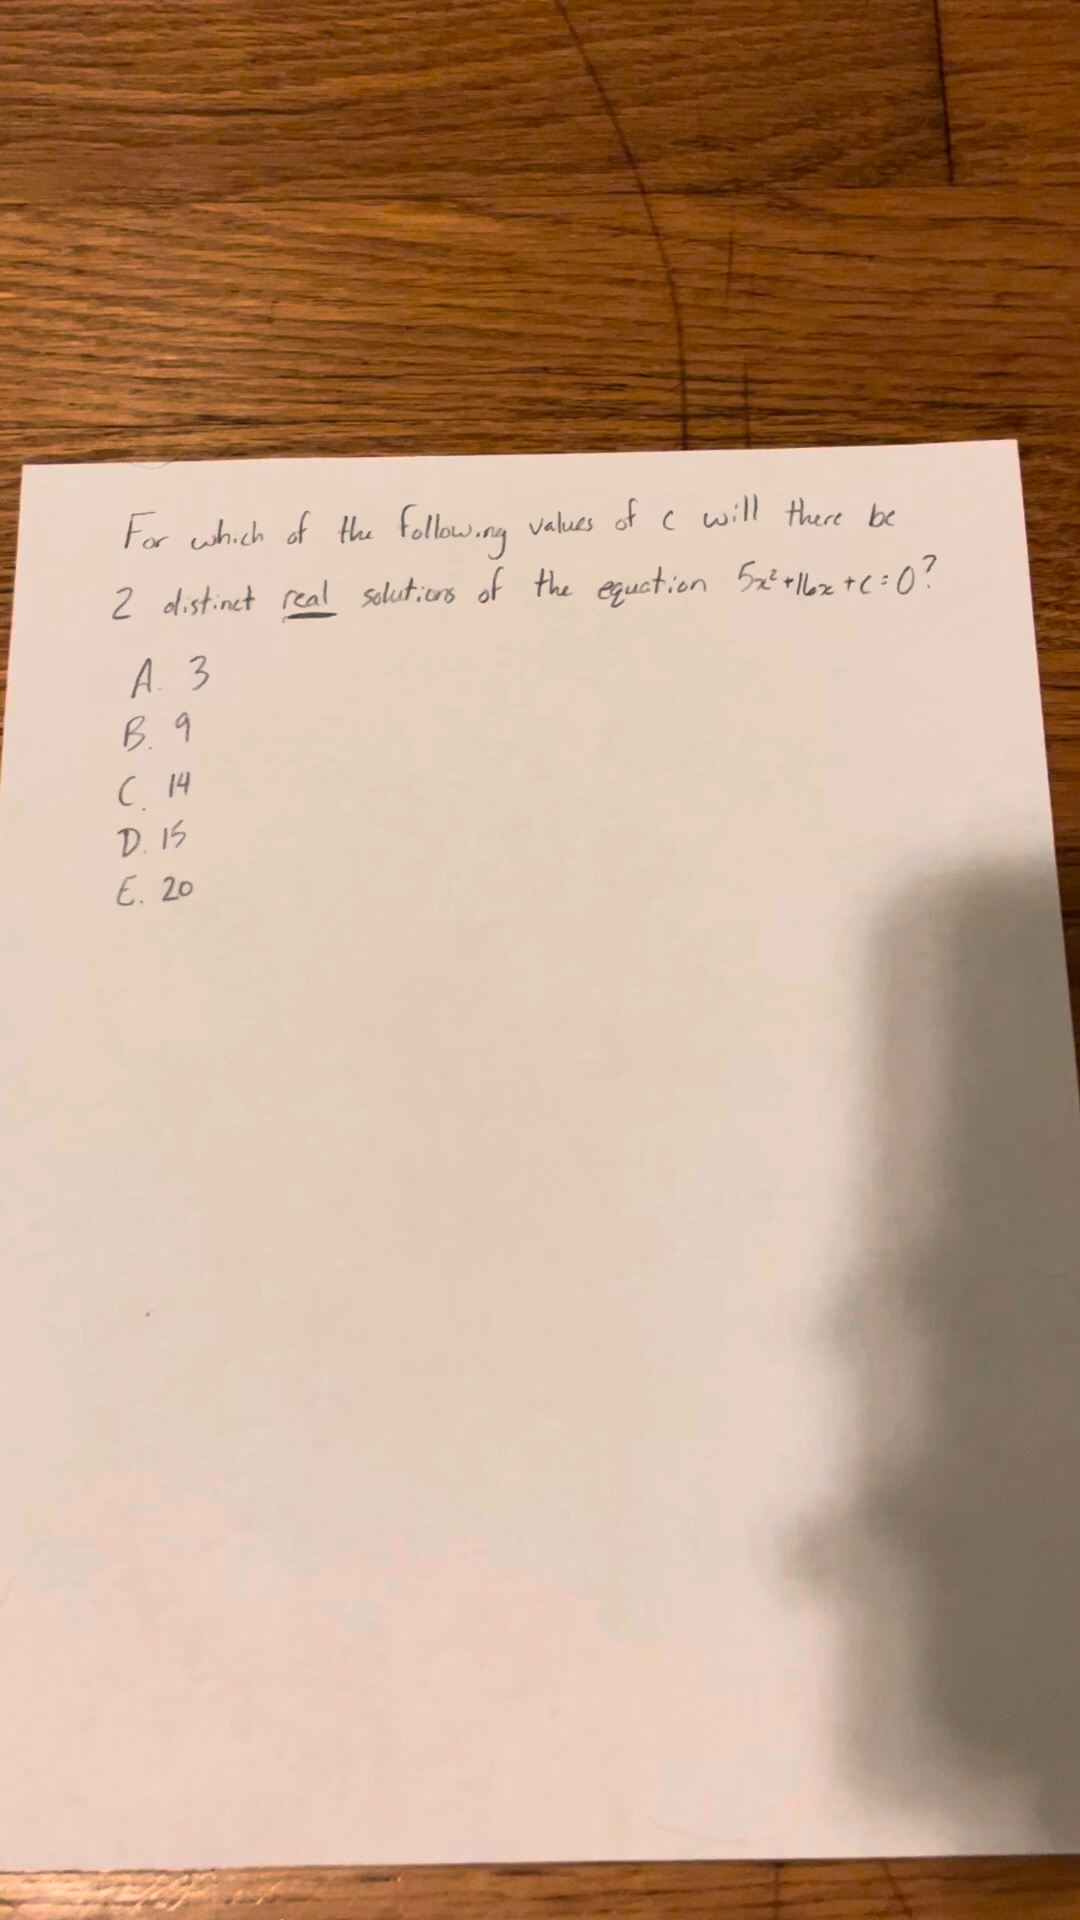 For which of the following values of c will there be
2 distinct real solutions of the equation 5x²+16x+c=0?
A. 3
B. 9
C. 14
D. 15
E. 20